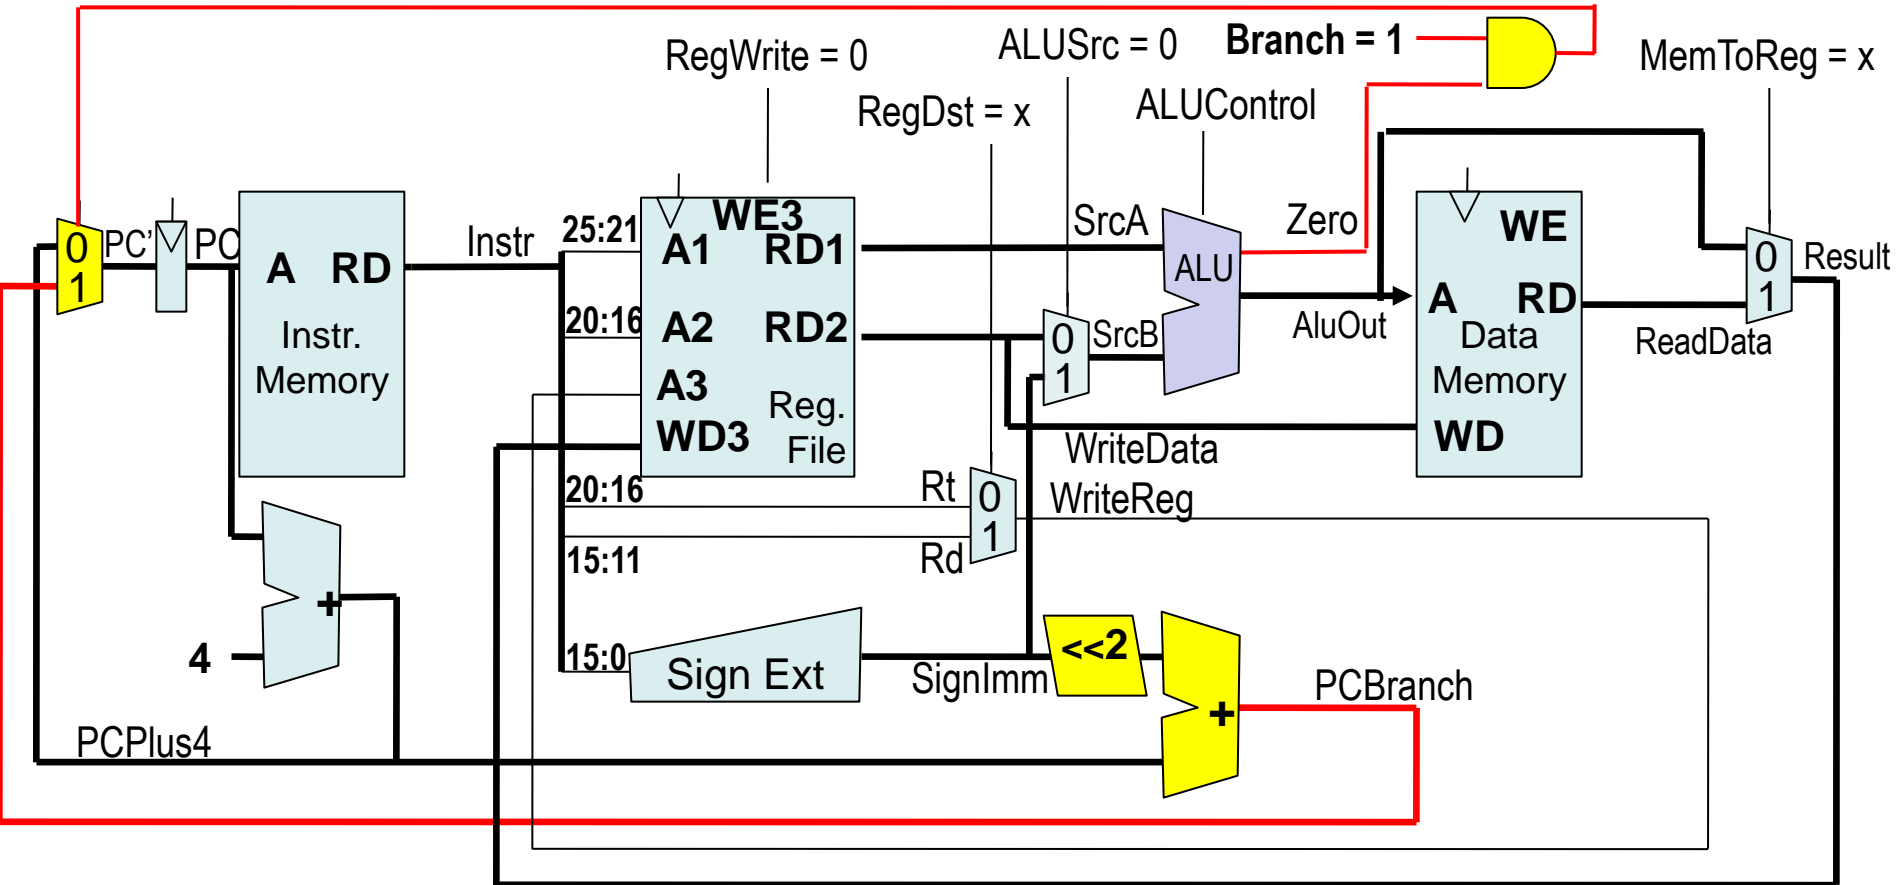 RegWrite = 0
ALUSrc = 0
Branch = 1
MemToReg = x
RegDst = x
ALUControl
PC'
PC
0
1
A RD
Instr.
Memory
Instr
25:21
20:16
WE3
A1 RD1
A2 RD2
A3
WD3
Reg.
File
SrcA
SrcB
0
1
ALU
Zero
AluOut
WE
A RD
Data
Memory
WD
0
1
Result
ReadData
WriteData
WriteReg
20:16
Rt
0
1
15:11
Rd
4
+
15:0
Sign Ext
SignImm
<<2
+
PCBranch
PCPlus4